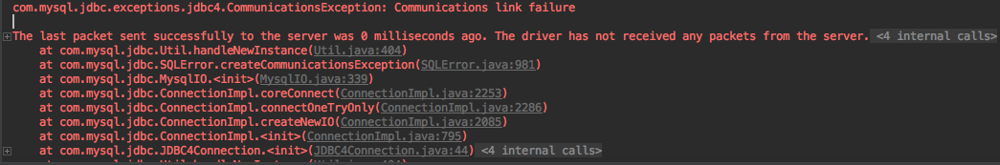 com.mysql.jdbc.exceptions.jdbc4.CommunicationsException: Communications link failure
The last packet sent successfully to the server was 0 milliseconds ago. The driver has not received any packets from the server. <4 internal calls>
at com.mysql.jdbc.Util.handleNewInstance(Util.java:404)
at com.mysql.jdbc.SQLError.createCommunicationsException(SQLError.java:981)
at com.mysql.jdbc.MysqlIO.<init>(MysqlIO.java:339)
at com.mysql.jdbc.ConnectionImpl.coreConnect(ConnectionImpl.java:2253)
at com.mysql.jdbc.ConnectionImpl.connectOneTryOnly(ConnectionImpl.java:2286)
at com.mysql.jdbc.ConnectionImpl.createNewIO(ConnectionImpl.java:2085)
at com.mysql.jdbc.ConnectionImpl.<init>(ConnectionImpl.java:795)
at com.mysql.jdbc.JDBC4Connection.<init>(JDBC4Connection.java:44) <4 internal calls>